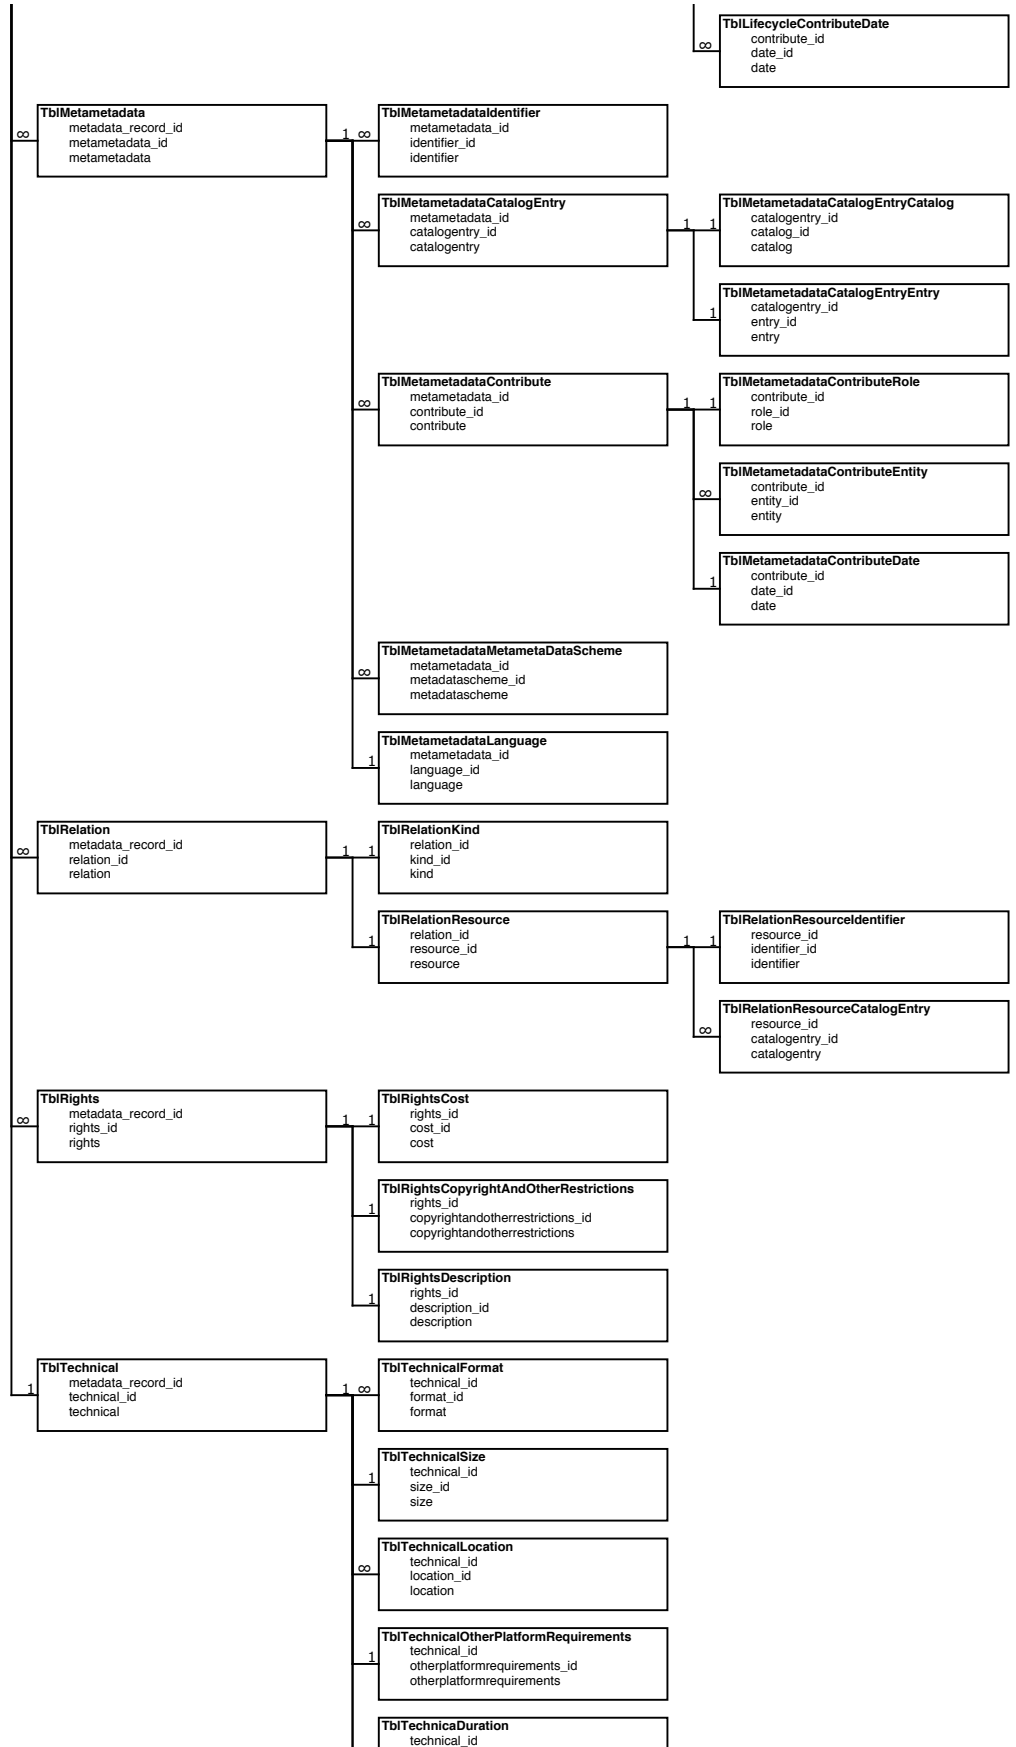 TblLifecycleContributeDate
contribute_id
∞
date_id
date
TblMetametadata
metadata_record_id
∞
metametadata_id
metametadata
1
∞
TblMetametadataIdentifier
metametadata_id
identifier_id
identifier
TblMetametadataCatalogEntry
metametadata_id
∞
catalogentry_id
catalogentry
1
1
TblMetametadataCatalogEntryCatalog
catalogentry_id
catalog_id
catalog
TblMetametadataCatalogEntryEntry
catalogentry_id
1
entry_id
entry
TblMetametadataContribute
metametadata_id
∞
contribute_id
contribute
1
1
TblMetametadataContributeRole
contribute_id
role_id
role
TblMetametadataContributeEntity
contribute_id
∞
entity_id
entity
TblMetametadataContributeDate
contribute_id
1
date_id
date
TblMetametadataMetametaDataScheme
metametadata_id
∞
metadatascheme_id
metadatascheme
TblMetametadataLanguage
metametadata_id
1
language_id
language
TblRelation
metadata_record_id
∞
relation_id
relation
1
1
TblRelationKind
relation_id
kind_id
kind
TblRelationResource
relation_id
1
resource_id
resource
1
1
TblRelationResourceIdentifier
resource_id
identifier_id
identifier
TblRelationResourceCatalogEntry
resource_id
∞
catalogentry_id
catalogentry
TblRights
metadata_record_id
∞
rights_id
rights
1
1
TblRightsCost
rights_id
cost_id
cost
TblRightsCopyrightAndOtherRestrictions
rights_id
1
copyrightandotherrestrictions_id
copyrightandotherrestrictions
TblRightsDescription
rights_id
1
description_id
description
TblTechnical
metadata_record_id
1
technical_id
technical
1
∞
TblTechnicalFormat
technical_id
format_id
format
TblTechnicalSize
technical_id
1
size_id
size
TblTechnicalLocation
technical_id
∞
location_id
location
TblTechnicalOtherPlatformRequirements
technical_id
1
otherplatformrequirements_id
otherplatformrequirements
TblTechnicaDuration
technical_id